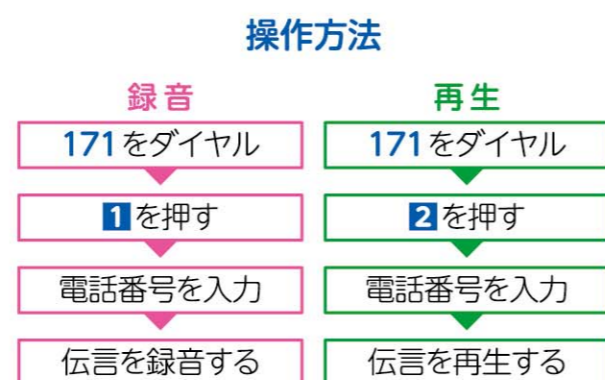 操作方法
録音
171をダイヤル
1を押す
電話番号を入力
伝言を録音する
再生
171をダイヤル
2を押す
電話番号を入力
伝言を再生する